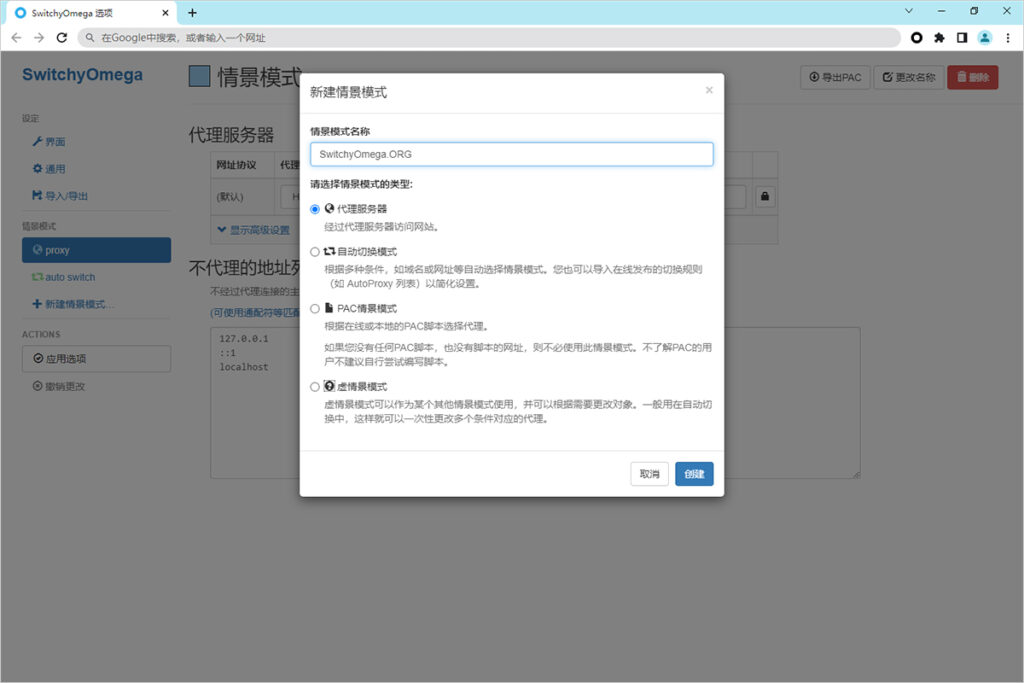 SwitchyOmega 选项
在Google中搜索，或者输入一个网址
SwitchyOmega
情景模式
导出PAC
更改名称
删除
设定
界面
通用
导入/导出
情景模式
proxy
auto switch
新建情景模式...
ACTIONS
应用选项
撤销更改
代理服务器
网址协议
代理
(默认)
显示高级设置
不代理的地址列
不经过代理连接的主
(可使用通配符等匹配
127.0.0.1
::1
localhost
新建情景模式
×
情景模式名称
SwitchyOmega.ORG
请选择情景模式的类型:
代理服务器
经过代理服务器访问网站。
自动切换模式
根据多种条件，如域名或网址等自动选择情景模式。您也可以导入在线发布的切换规则
（如 AutoProxy 列表）以简化设置。
PAC情景模式
根据在线或本地的PAC脚本选择代理。
如果您没有任何PAC脚本，也没有脚本的网址，则不必使用此情景模式。不了解PAC的用
户不建议自行尝试编写脚本。
虚情景模式
虚情景模式可以作为某个其他情景模式使用，并可以根据需要更改对象。一般用在自动切
换中，这样就可以一次性更改多个条件对应的代理。
取消
创建